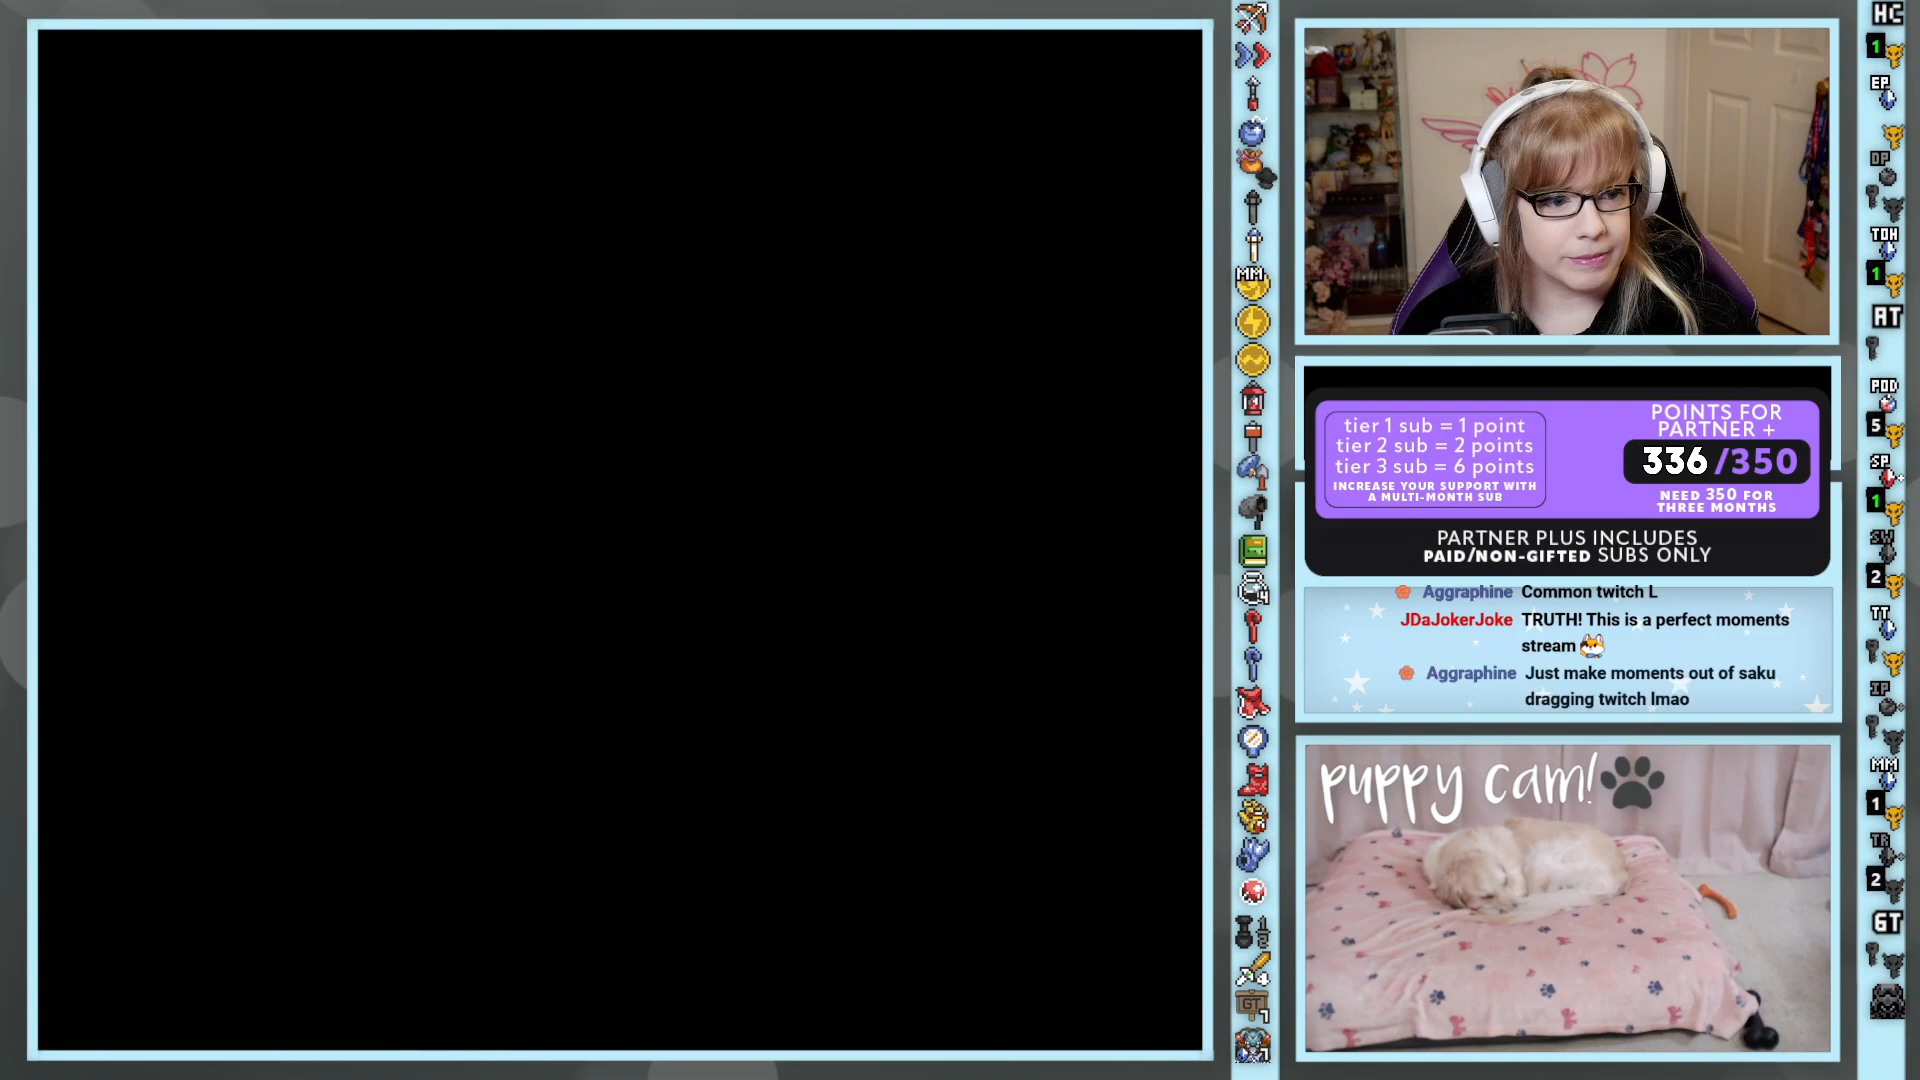 MM
4
GT
1
4
1
tier 1 sub = 1 point
tier 2 sub = 2 points
tier 3 sub = 6 points
INCREASE YOUR SUPPORT WITH
A MULTI-MONTH SUB
POINTS FOR
PARTNER +
336 /350
NEED 350 FOR
THREE MONTHS
PARTNER PLUS INCLUDES
PAID/NON-GIFTED SUBS ONLY
Aggraphine Common twitch L
JDaJokerJoke TRUTH! This is a perfect moments
stream
Aggraphine Just make moments out of saku
dragging twitch lmao
puppy cam!
HC
1
EP
DP
TOH
1
AT
POD
5
SP
1
SW
2
TT
IP
MM
1
TR
2
GT